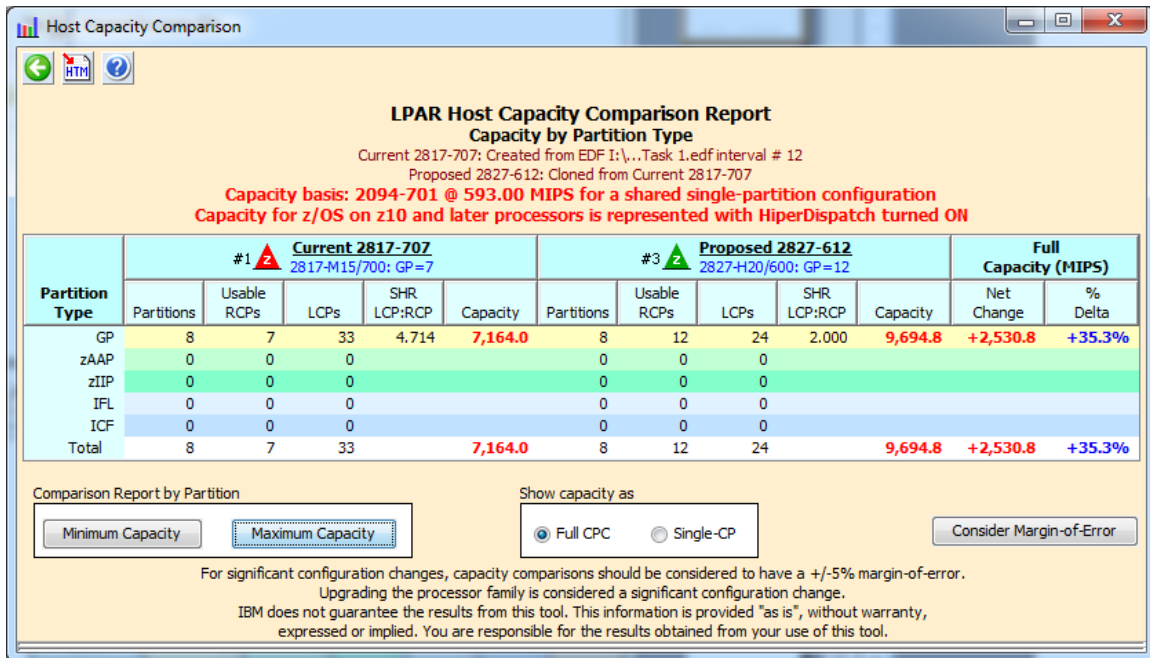 Host Capacity Comparison
HTM
LPAR Host Capacity Comparison Report
Capacity by Partition Type
Current 2817-707: Created from EDF I:\...Task 1.edf interval # 12
Proposed 2827-612: Cloned from Current 2817-707
Capacity basis: 2094-701 @ 593.00 MIPS for a shared single-partition configuration
Capacity for z/OS on z10 and later processors is represented with HiperDispatch turned ON
#1 z Current 2817-707 #3 z Proposed 2827-612 Full
2817-M15/700: GP=7 2827-H20/600: GP=12 Capacity (MIPS)
Partition Usable SHR Usable SHR Net %
Type Partitions RCPs LCPs LCP:RCP Capacity Partitions RCPs LCPs LCP:RCP Capacity Change Delta
GP 8 7 33 4.714 7,164.0 8 12 24 2.000 9,694.8 +2,530.8 +35.3%
zAAP 0 0 0 0 0 0
zIIP 0 0 0 0 0 0
IFL 0 0 0 0 0 0
ICF 0 0 0 0 0 0
Total 8 7 33 7,164.0 8 12 24 9,694.8 +2,530.8 +35.3%
Comparison Report by Partition Show capacity as
Minimum Capacity Maximum Capacity Full CPC Single-CP Consider Margin-of-Error
For significant configuration changes, capacity comparisons should be considered to have a +/-5% margin-of-error.
Upgrading the processor family is considered a significant configuration change.
IBM does not guarantee the results from this tool. This information is provided "as is", without warranty,
expressed or implied. You are responsible for the results obtained from your use of this tool.